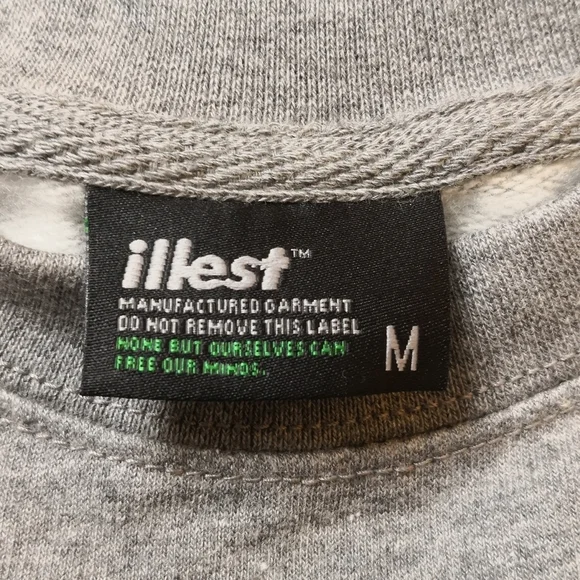 illest™
MANUFACTURED GARMENT
DO NOT REMOVE THIS LABEL
NONE BUT OURSELVES CAN
FREE OUR MINDS.
M